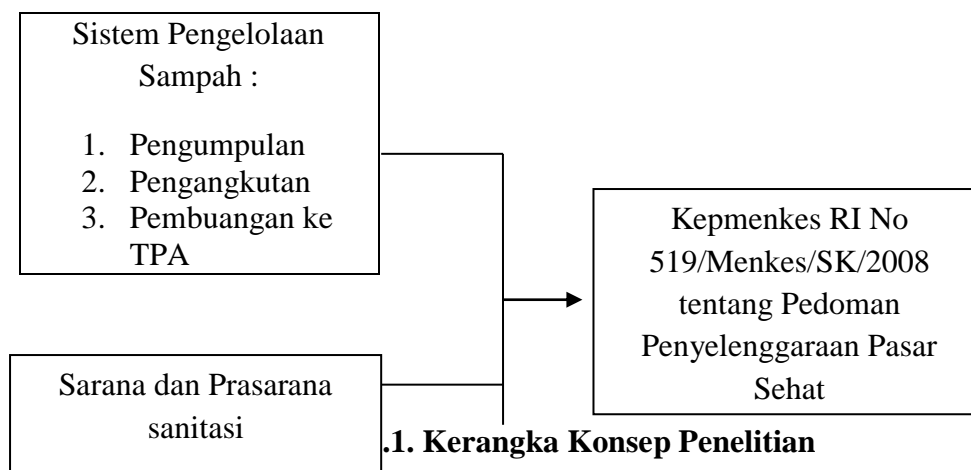 Sistem Pengelolaan
Sampah :
1. Pengumpulan
2. Pengangkutan
3. Pembuangan ke
TPA
Kepmenkes RI No
519/Menkes/SK/2008
tentang Pedoman
Penyelenggaraan Pasar
Sehat
Sarana dan Prasarana
sanitasi
.1. Kerangka Konsep Penelitian